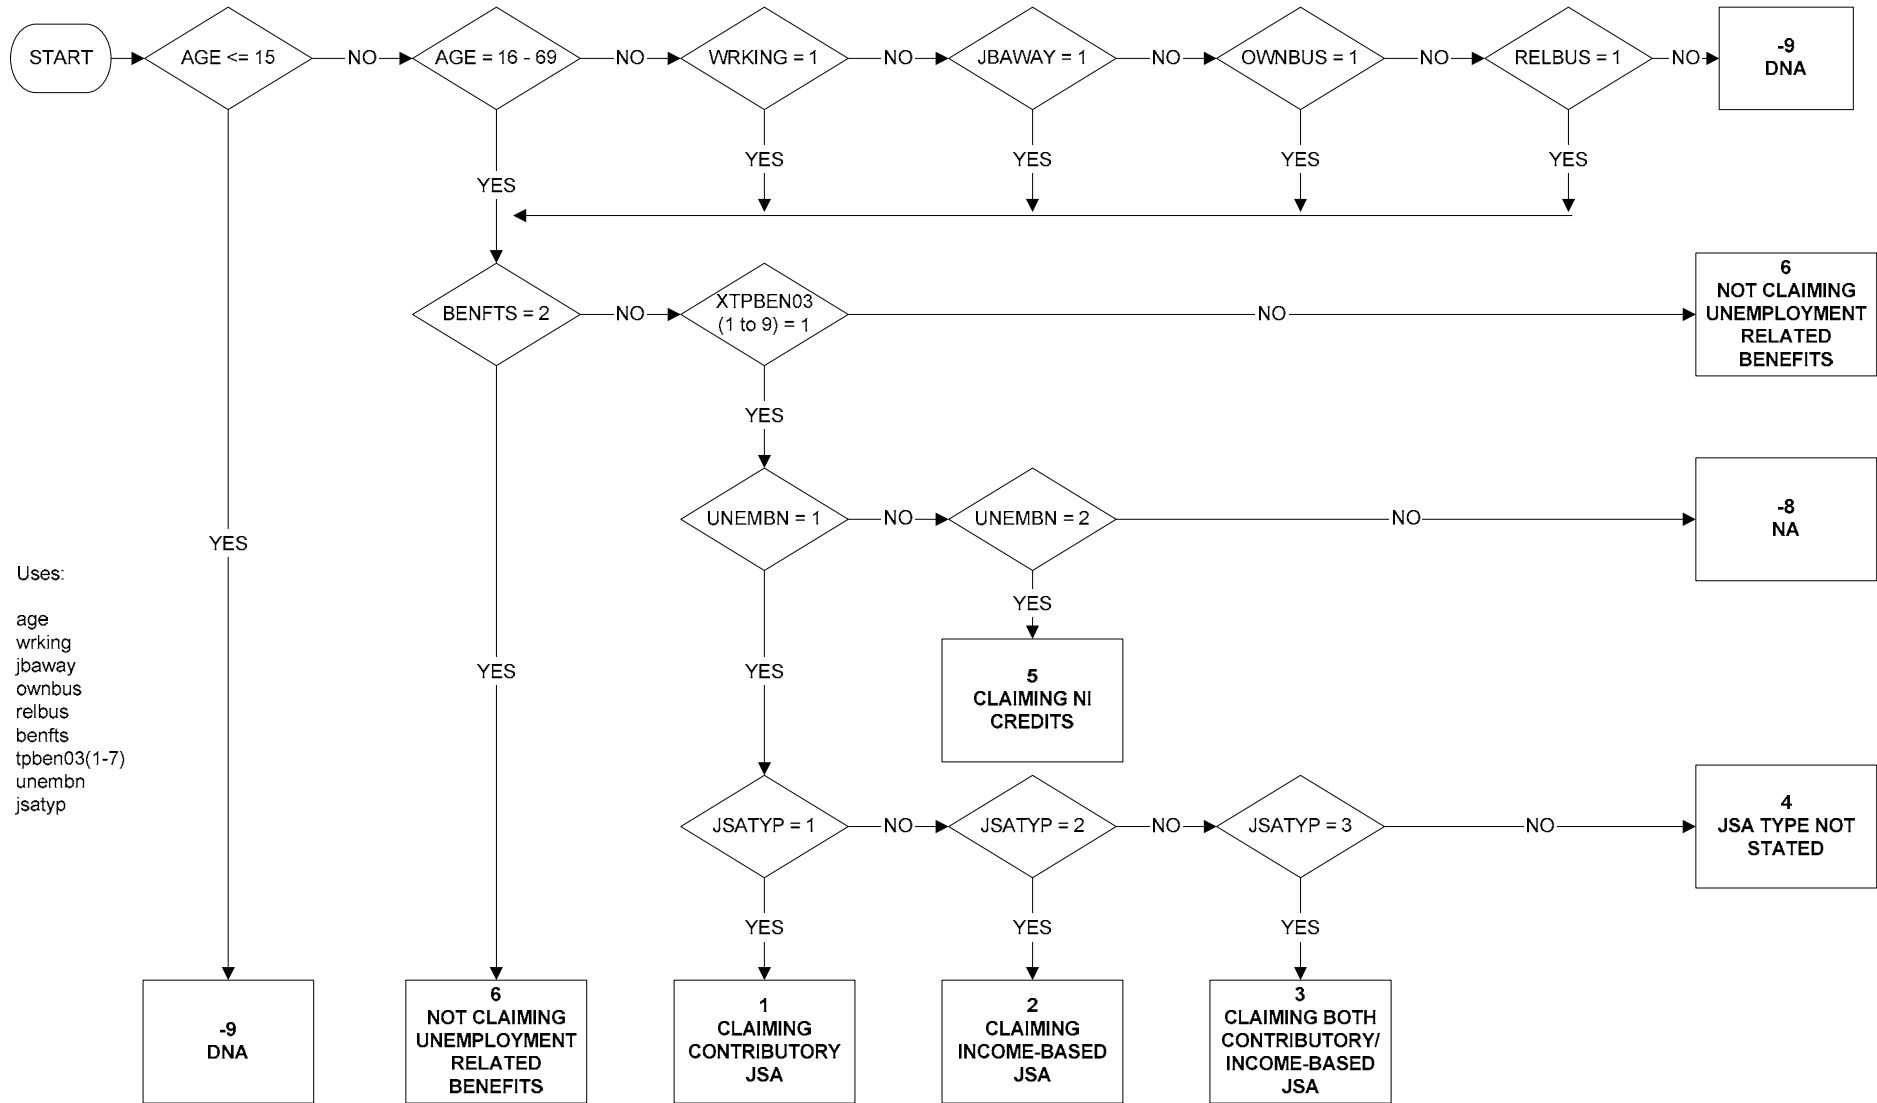 START
AGE <= 15
NO
AGE = 16 - 69
NO
WRKING = 1
NO
JBAWAY = 1
NO
OWNBUS = 1
NO
RELBUS = 1
NO
-9
DNA
YES
YES
YES
YES
YES
BENFTS = 2
NO
XTPBEN03
(1 to 9) = 1
NO
6
NOT CLAIMING
UNEMPLOYMENT
RELATED
BENEFITS
YES
UNEMBN = 1
NO
UNEMBN = 2
NO
-8
NA
YES
YES
Uses:
age
wrking
jbaway
ownbus
relbus
benfts
tpben03(1-7)
unembn
jsatyp
YES
YES
5
CLAIMING NI
CREDITS
JSATYP = 1
NO
JSATYP = 2
NO
JSATYP = 3
NO
4
JSA TYPE NOT
STATED
YES
YES
YES
-9
DNA
6
NOT CLAIMING
UNEMPLOYMENT
RELATED
BENEFITS
1
CLAIMING
CONTRIBUTORY
JSA
2
CLAIMING
INCOME-BASED
JSA
3
CLAIMING BOTH
CONTRIBUTORY/
INCOME-BASED
JSA